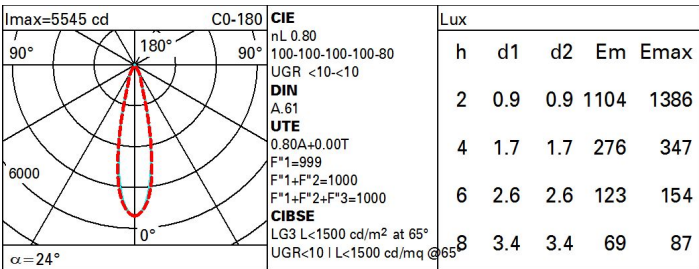 Imax=5545 cd C0-180
90° 180° 90°
6000
0°
α=24°
CIE
nL 0.80
100-100-100-100-80
UGR <10-<10
DIN
A.61
UTE
0.80A+0.00T
F"1=999
F"1+F"2=1000
F"1+F"2+F"3=1000
CIBSE
LG3 L<1500 cd/m² at 65°
UGR<10 | L<1500 cd/mq @65°
Lux
h d1 d2 Em Emax
2 0.9 0.9 1104 1386
4 1.7 1.7 276 347
6 2.6 2.6 123 154
8 3.4 3.4 69 87